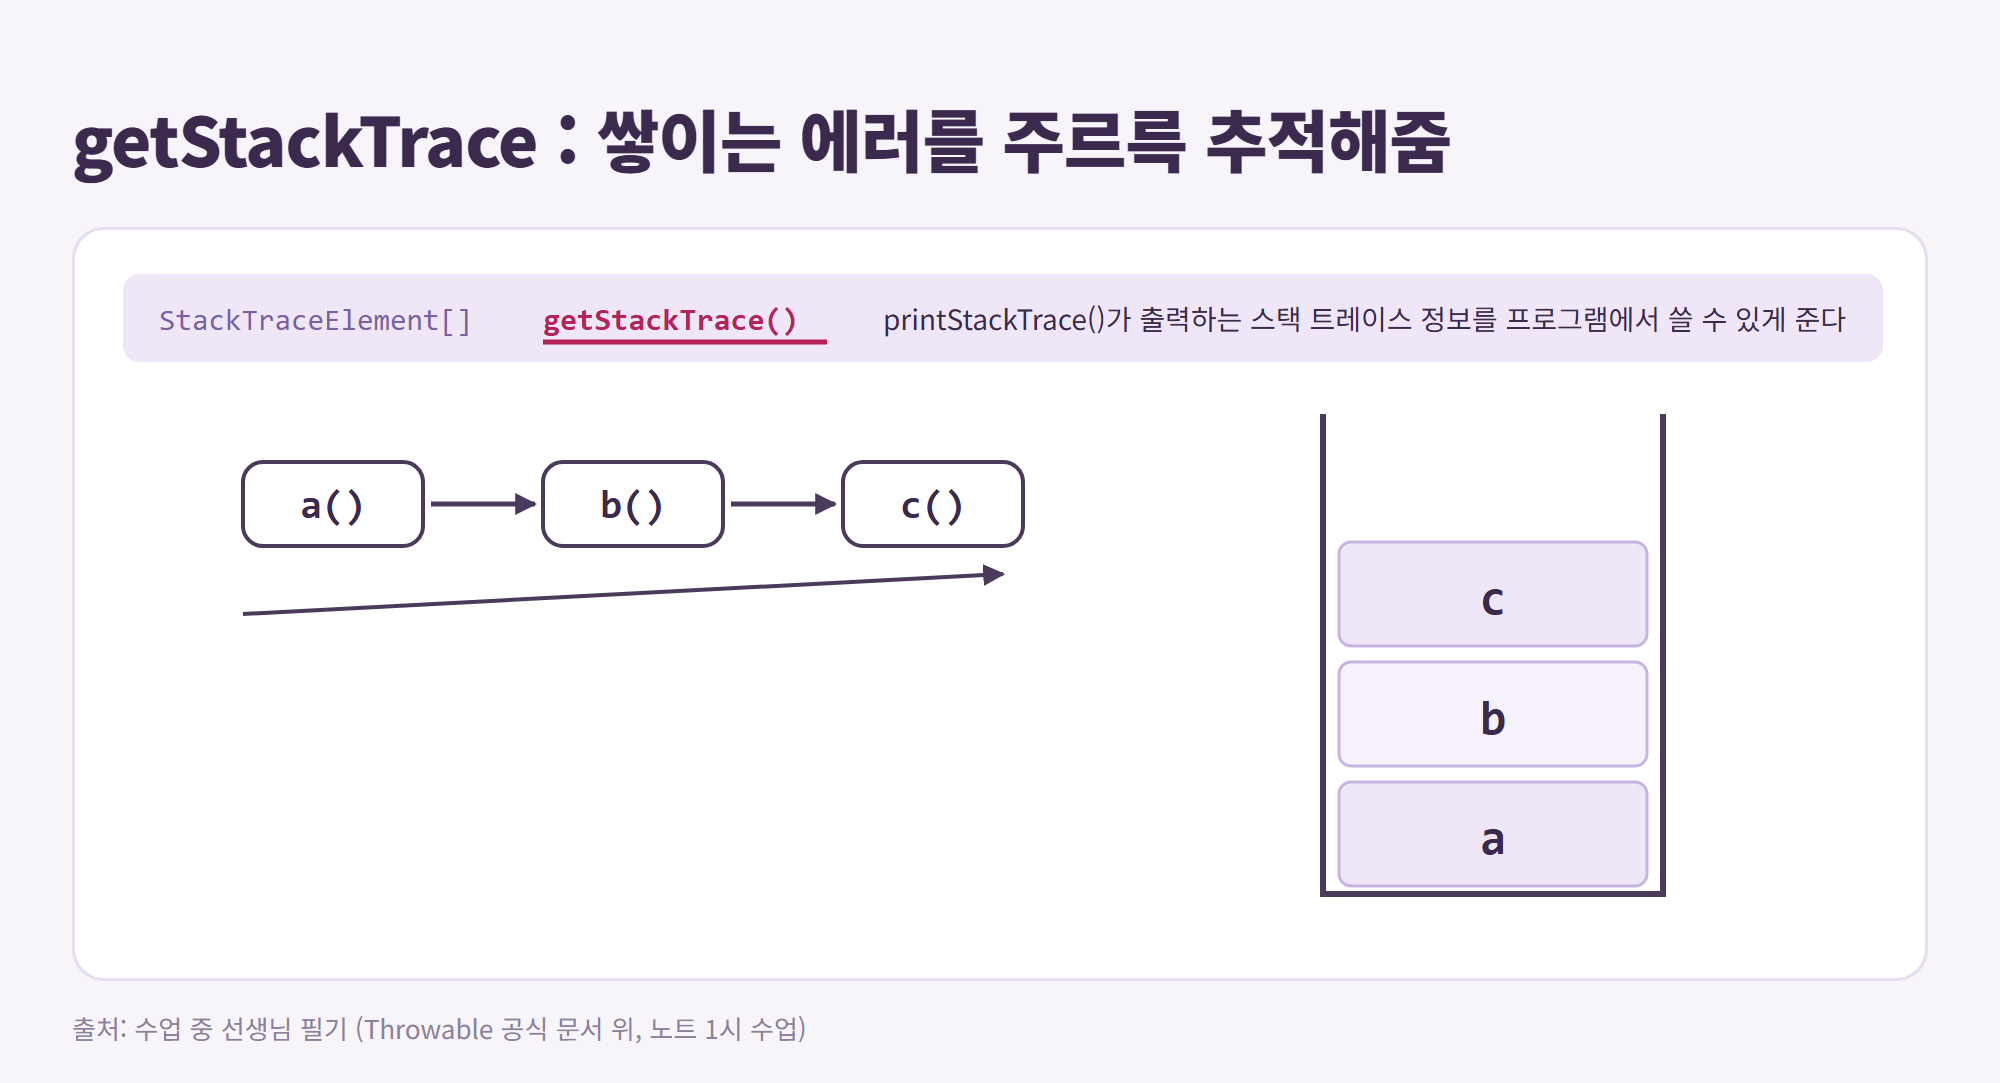 getStackTrace : 쌓이는 에러를 주르륵 추적해줌
StackTraceElement[] getStackTrace() printStackTrace()가 출력하는 스택 트레이스 정보를 프로그램에서 쓸 수 있게 준다
a() b() c()
c
b
a
출처: 수업 중 선생님 필기 (Throwable 공식 문서 위, 노트 1시 수업)